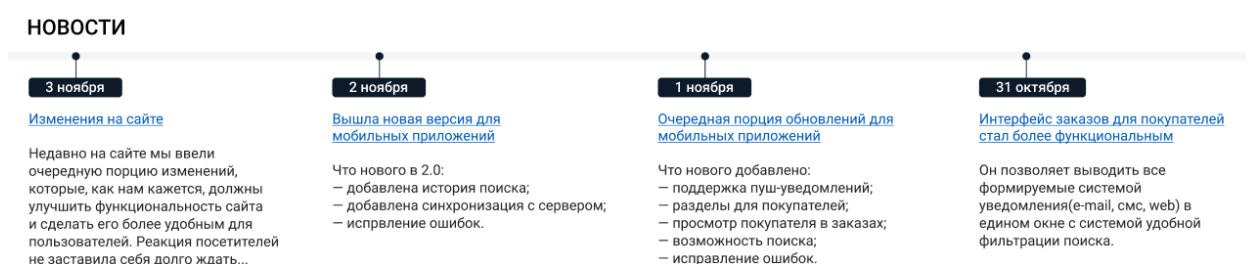 НОВОСТИ
3 ноября
Изменения на сайте
Недавно на сайте мы ввели
очередную порцию изменений,
которые, как нам кажется, должны
улучшить функциональность сайта
и сделать его более удобным для
пользователей. Реакция посетителей
не заставила себя долго ждать...
2 ноября
Вышла новая версия для
мобильных приложений
Что нового в 2.0:
— добавлена история поиска;
— добавлена синхронизация с сервером;
— испрвление ошибок.
1 ноября
Очередная порция обновлений для
мобильных приложений
Что нового добавлено:
— поддержка пуш-уведомлений;
— разделы для покупателей;
— просмотр покупателя в заказах;
— возможность поиска;
— исправление ошибок.
31 октября
Интерфейс заказов для покупателей
стал более функциональным
Он позволяет выводить все
формируемые системой
уведомления(e-mail, смс, web) в
едином окне с системой удобной
фильтрации поиска.